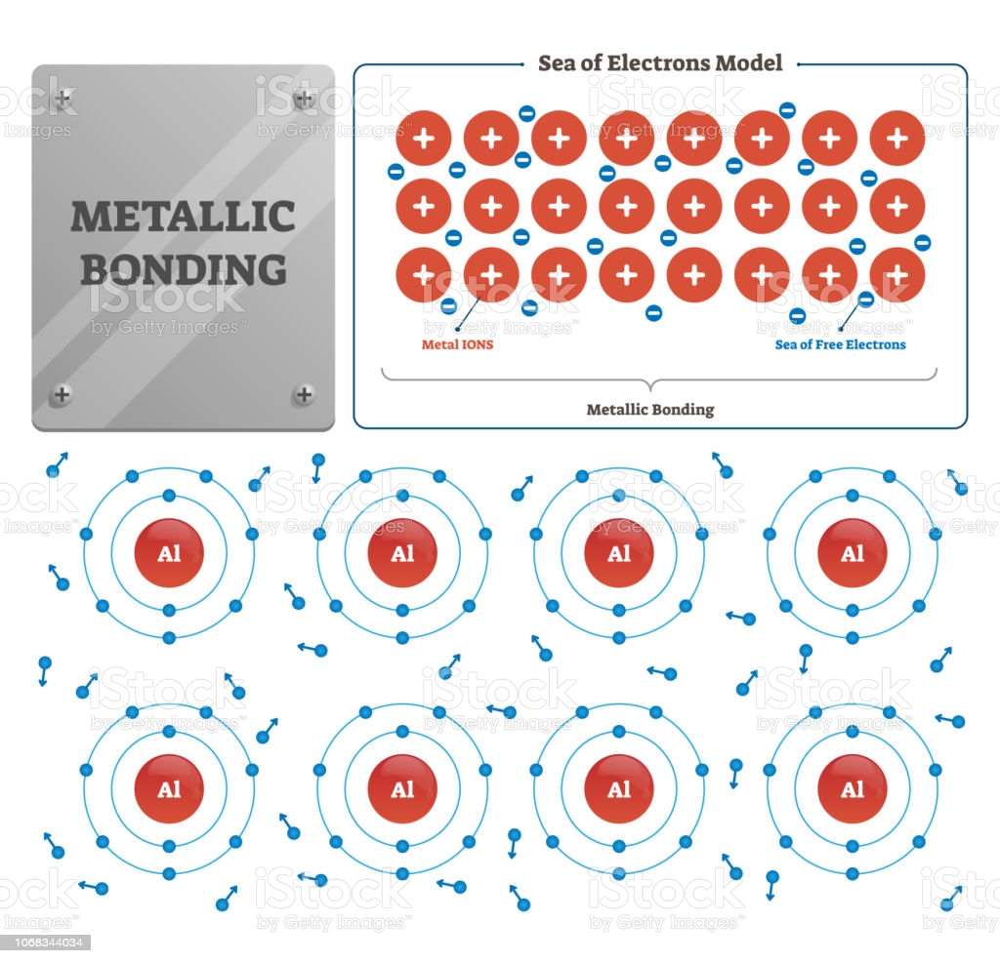 METALLIC
BONDING
Sea of Electrons Model
Metal IONS
Sea of Free Electrons
Metallic Bonding
Al Al Al Al
Al Al Al Al
iStock
by Getty Images™
1068344034